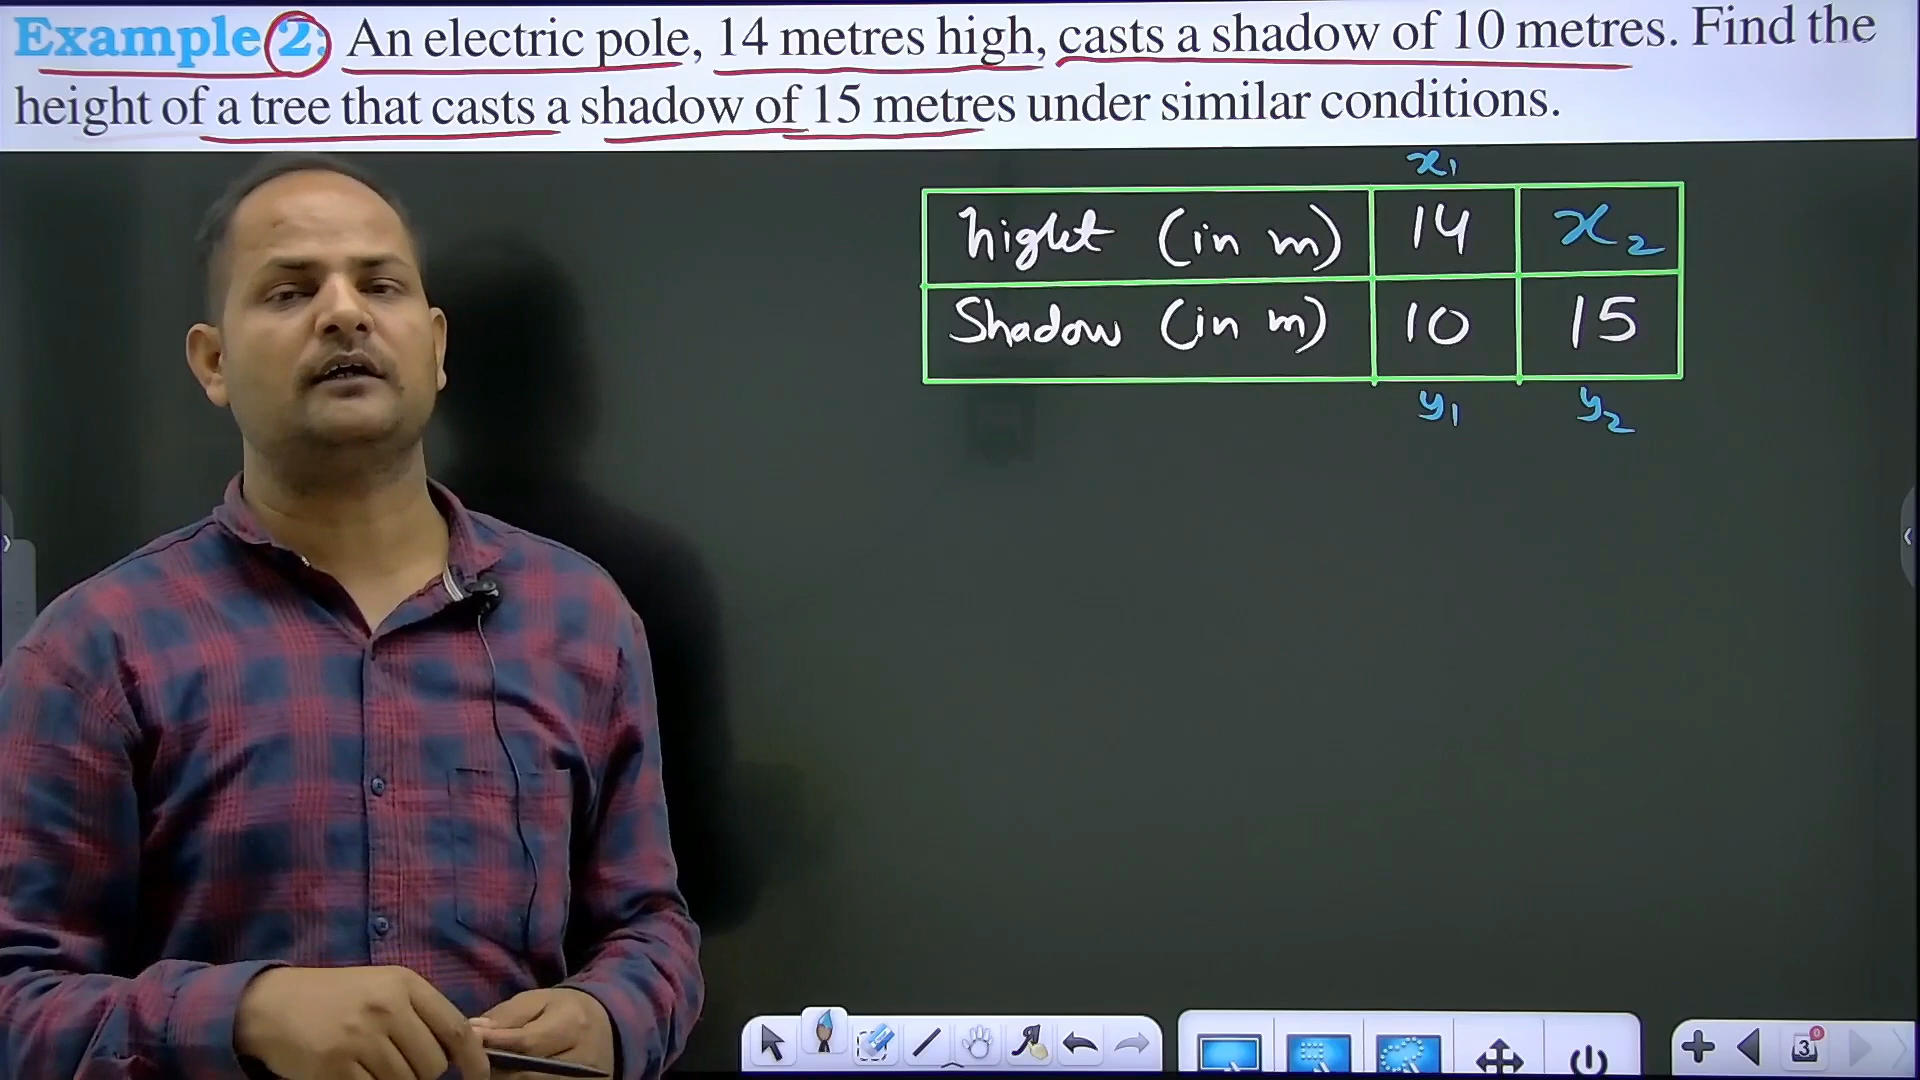 Example 2: An electric pole, 14 metres high, casts a shadow of 10 metres. Find the
height of a tree that casts a shadow of 15 metres under similar conditions.
x₁
hight (in m) 14 x₂
Shadow (in m) 10 15
y₁ y₂
3
0